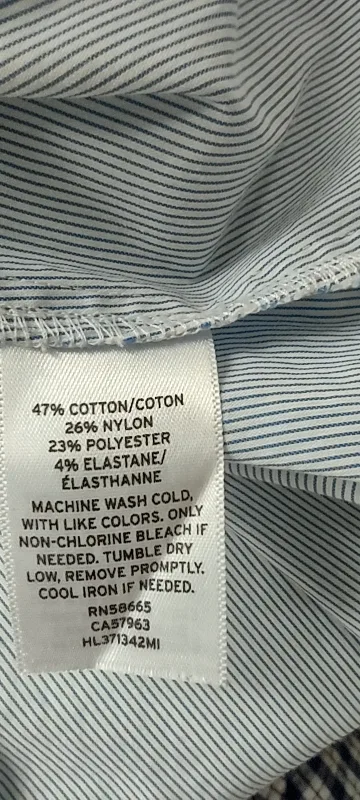 47% COTTON/COTON
26% NYLON
23% POLYESTER
4% ELASTANE/
ÉLASTHANNE
MACHINE WASH COLD,
WITH LIKE COLORS. ONLY
NON-CHLORINE BLEACH IF
NEEDED. TUMBLE DRY
LOW, REMOVE PROMPTLY.
COOL IRON IF NEEDED.
RN58665
CA57963
HL371342MI